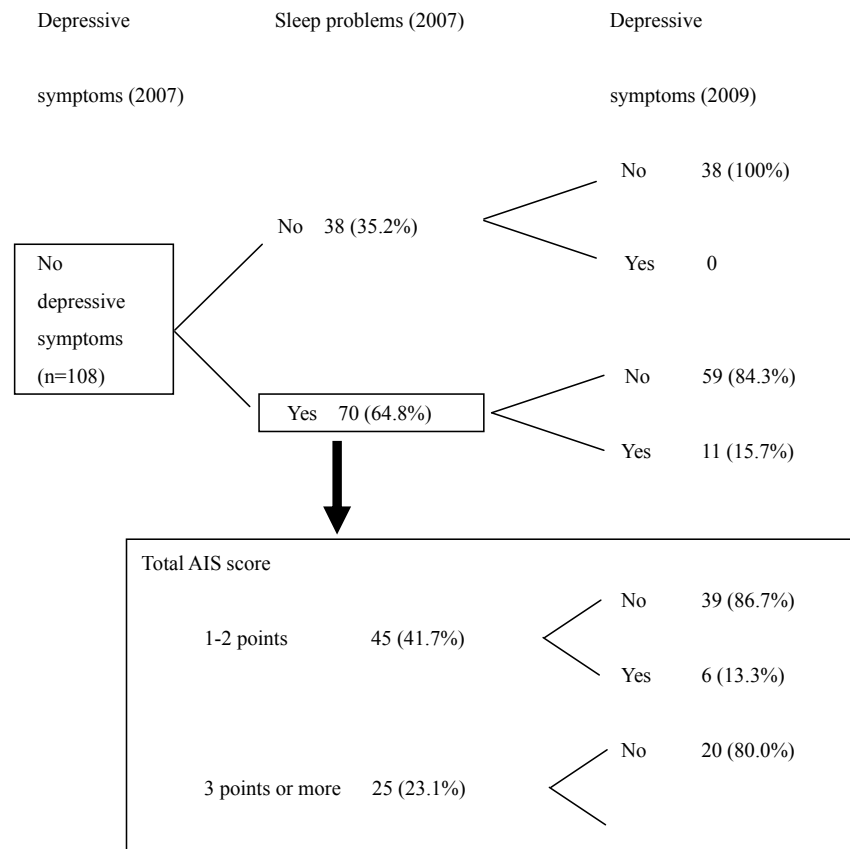 Depressive
symptoms (2007)
Sleep problems (2007)
Depressive
symptoms (2009)
No 38 (100%)
No 38 (35.2%)
Yes 0
No
depressive
symptoms
(n=108)
No 59 (84.3%)
Yes 70 (64.8%)
Yes 11 (15.7%)
Total AIS score
No 39 (86.7%)
1-2 points 45 (41.7%)
Yes 6 (13.3%)
No 20 (80.0%)
3 points or more 25 (23.1%)